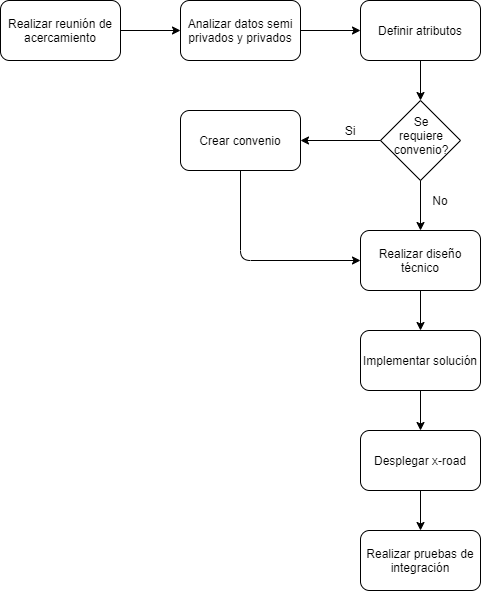 Realizar reunión de
acercamiento
Analizar datos semi
privados y privados
Definir atributos
Se
requiere
convenio?
Si
Crear convenio
No
Realizar diseño
técnico
Implementar solución
Desplegar x-road
Realizar pruebas de
integración